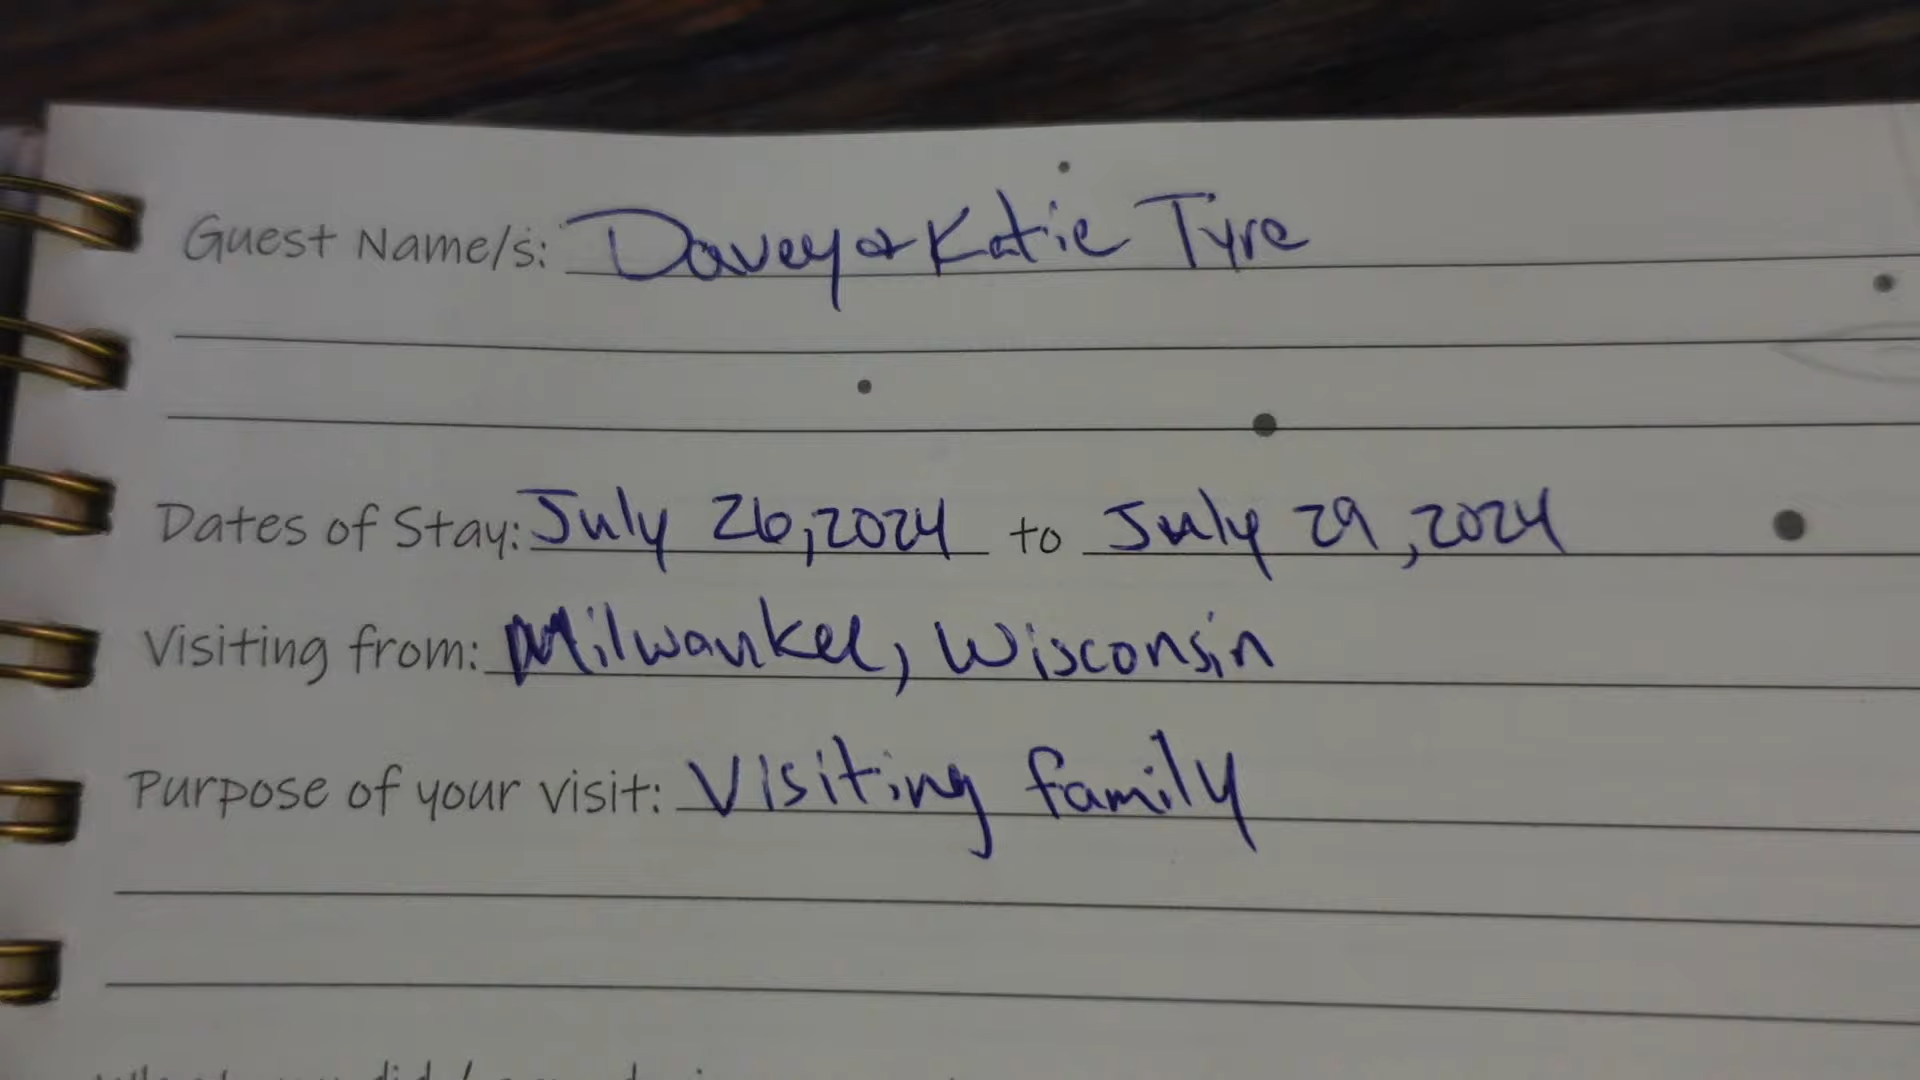 Guest Name/s: Davey & Katie Tyre
Dates of Stay: July 26, 2024 to July 29, 2024
Visiting from: Milwaukee, Wisconsin
Purpose of your visit: Visiting family